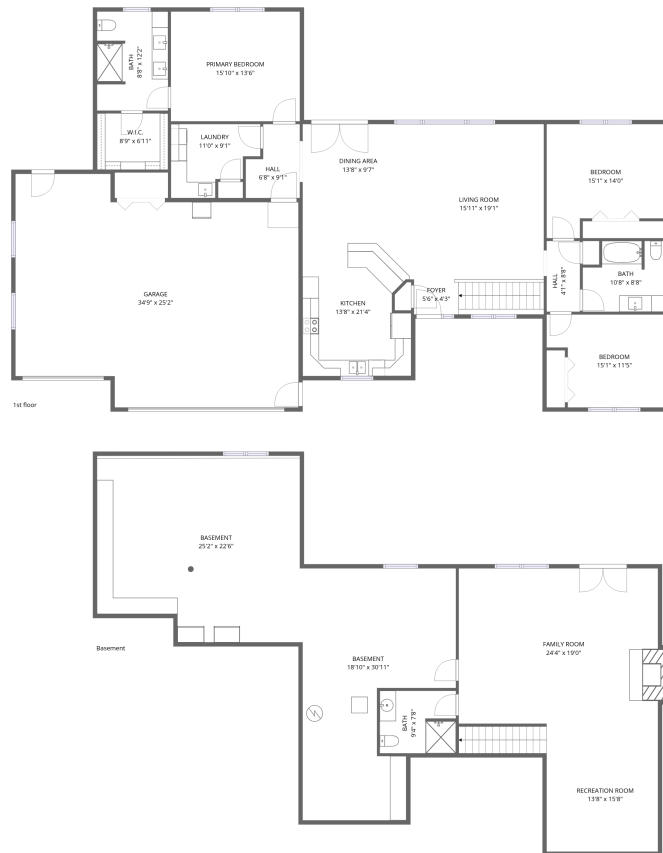 BATH
8'8" x 12'2"
PRIMARY BEDROOM
15'10" x 13'6"
W.I.C.
8'9" x 6'11"
LAUNDRY
11'0" x 9'1"
HALL
6'8" x 9'1"
DINING AREA
13'8" x 9'7"
LIVING ROOM
15'11" x 19'1"
BEDROOM
15'1" x 14'0"
HALL
4'1" x 8'8"
BATH
10'8" x 8'8"
GARAGE
34'9" x 25'2"
KITCHEN
13'8" x 21'4"
FOYER
5'6" x 4'3"
BEDROOM
15'1" x 11'5"
1st floor
BASEMENT
25'2" x 22'6"
Basement
BASEMENT
18'10" x 30'11"
FAMILY ROOM
24'4" x 19'0"
BATH
9'4" x 7'8"
RECREATION ROOM
13'8" x 15'8"